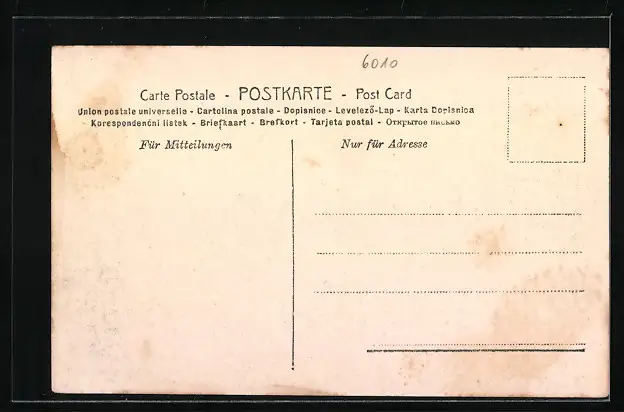 6010
Carte Postale - POSTKARTE - Post Card
Union postale universelle - Cartolina postale - Dopisnice - Levelező-Lap - Karta Dopisnica
Korespondenční lístek - Briefkaart - Brefkort - Tarjeta postal - Открытое письмо
Für Mitteilungen
Nur für Adresse